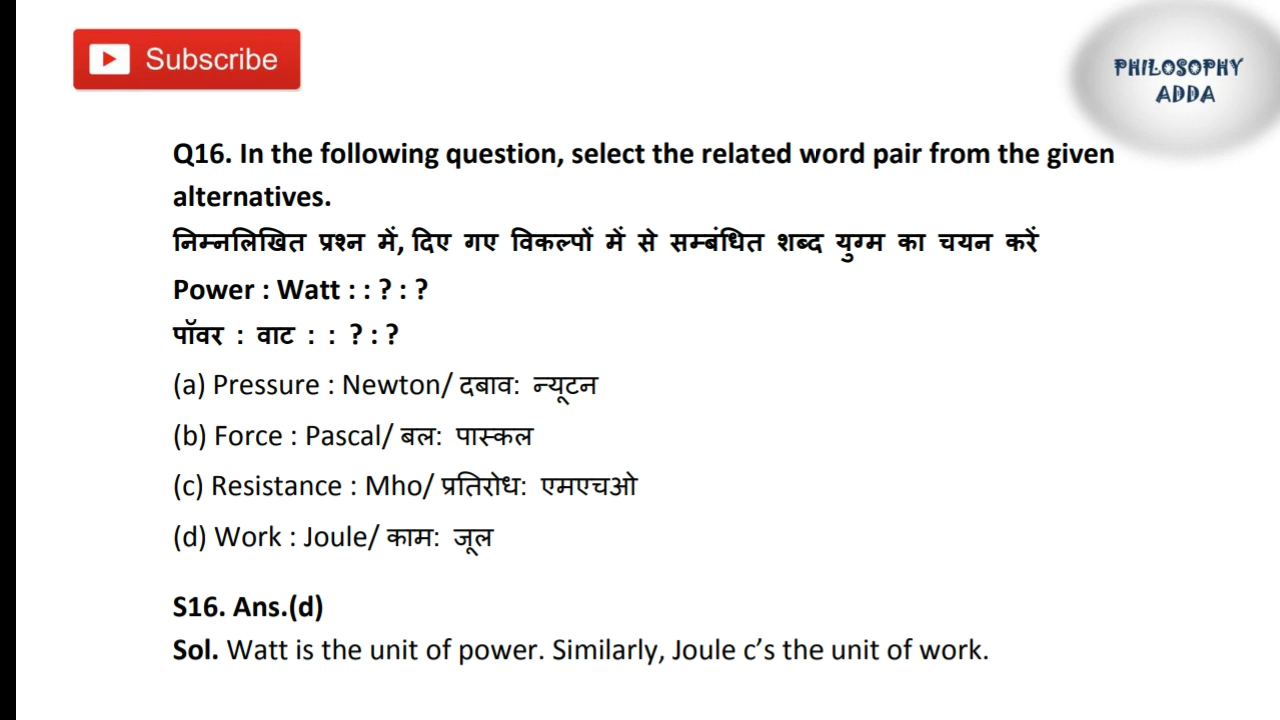 Subscribe
PHILOSOPHY
ADDA
Q16. In the following question, select the related word pair from the given
alternatives.
निम्नलिखित प्रश्न में, दिए गए विकल्पों में से सम्बंधित शब्द युग्म का चयन करें
Power : Watt : : ? : ?
पॉवर : वाट : : ? : ?
(a) Pressure : Newton/ दबाव: न्यूटन
(b) Force : Pascal/ बल: पास्कल
(c) Resistance : Mho/ प्रतिरोध: एमएचओ
(d) Work : Joule/ काम: जूल
S16. Ans.(d)
Sol. Watt is the unit of power. Similarly, Joule c’s the unit of work.